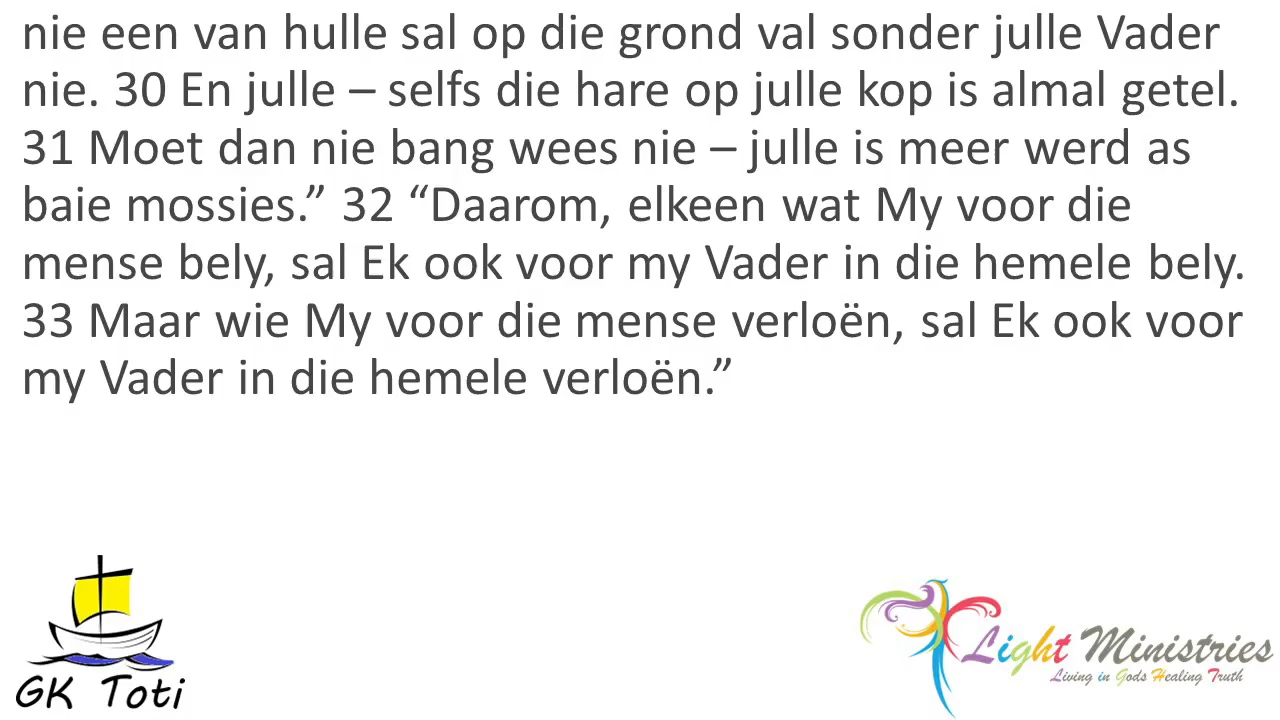 nie een van hulle sal op die grond val sonder julle Vader
nie. 30 En julle – selfs die hare op julle kop is almal getel.
31 Moet dan nie bang wees nie – julle is meer werd as
baie mossies.” 32 “Daarom, elkeen wat My voor die
mense bely, sal Ek ook voor my Vader in die hemele bely.
33 Maar wie My voor die mense verloën, sal Ek ook voor
my Vader in die hemele verloën.”
GK Toti
Light Ministries
Living in Gods Healing Truth